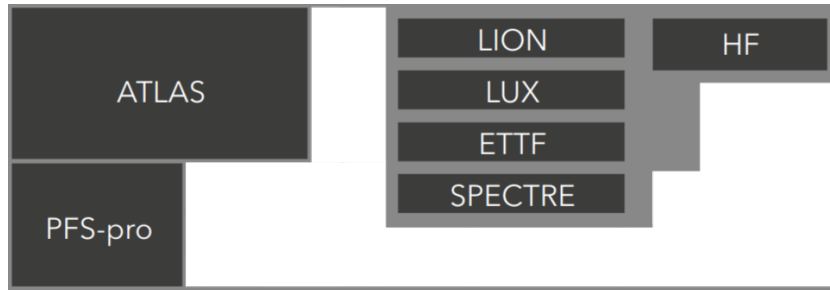 ATLAS
PFS-pro
LION
LUX
ETTF
SPECTRE
HF